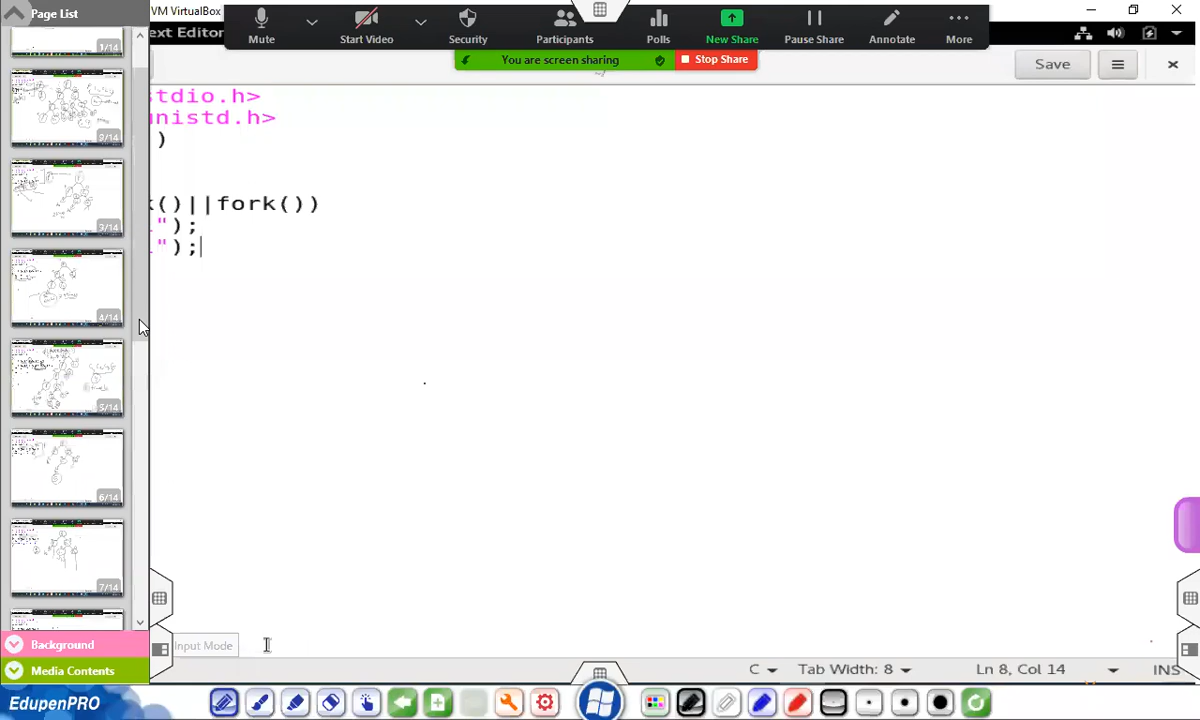 Page List
VM VirtualBox
ext Editor
Mute
Start Video
Security
Participants
Polls
New Share
Pause Share
Annotate
More
You are screen sharing
Stop Share
Save
1/14
2/14
3/14
4/14
5/14
6/14
7/14
stdio.h>
unistd.h>
)
k()||fork())
");
");
Background
Media Contents
Input Mode
C
Tab Width: 8
Ln 8, Col 14
INS
EdupenPRO